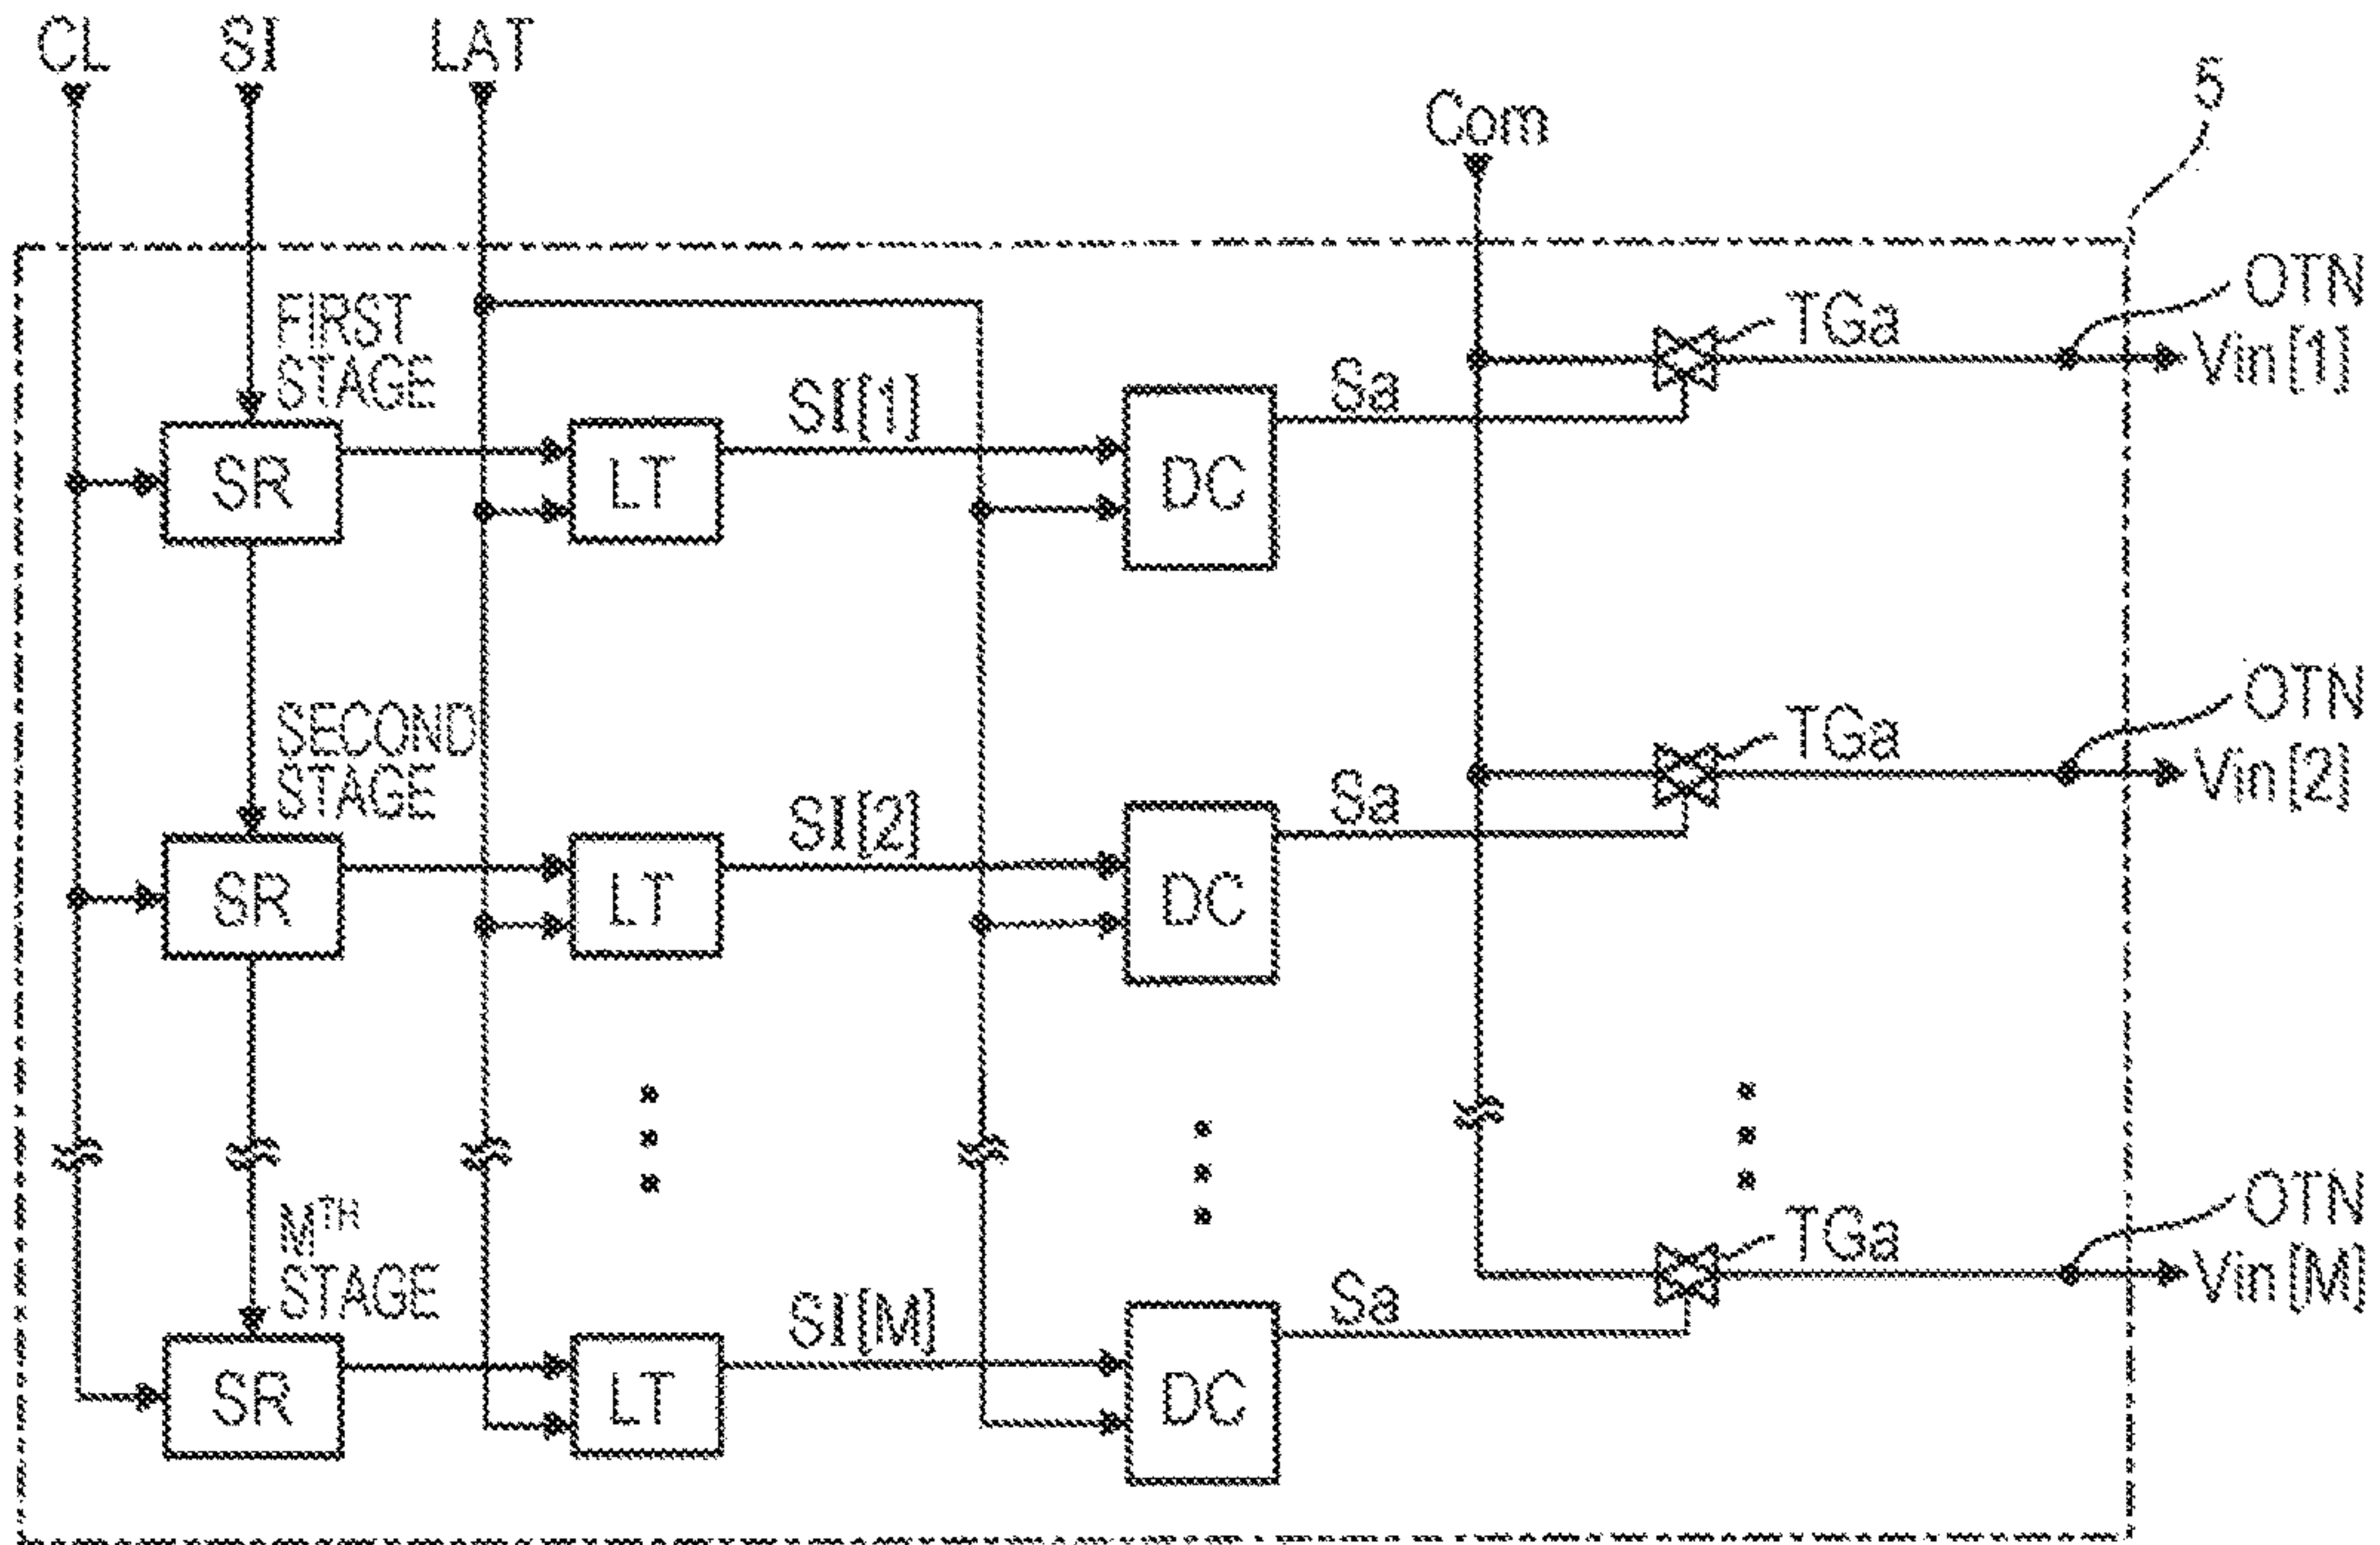 CL SI LAT
Com
5
FIRST
STAGE
TGa
OTN
Vin[1]
SI[1]
Sa
SR
LT
DC
SECOND
STAGE
TGa
OTN
Vin[2]
SI[2]
Sa
SR
LT
DC
MTH
STAGE
TGa
OTN
Vin[M]
SI[M]
Sa
SR
LT
DC